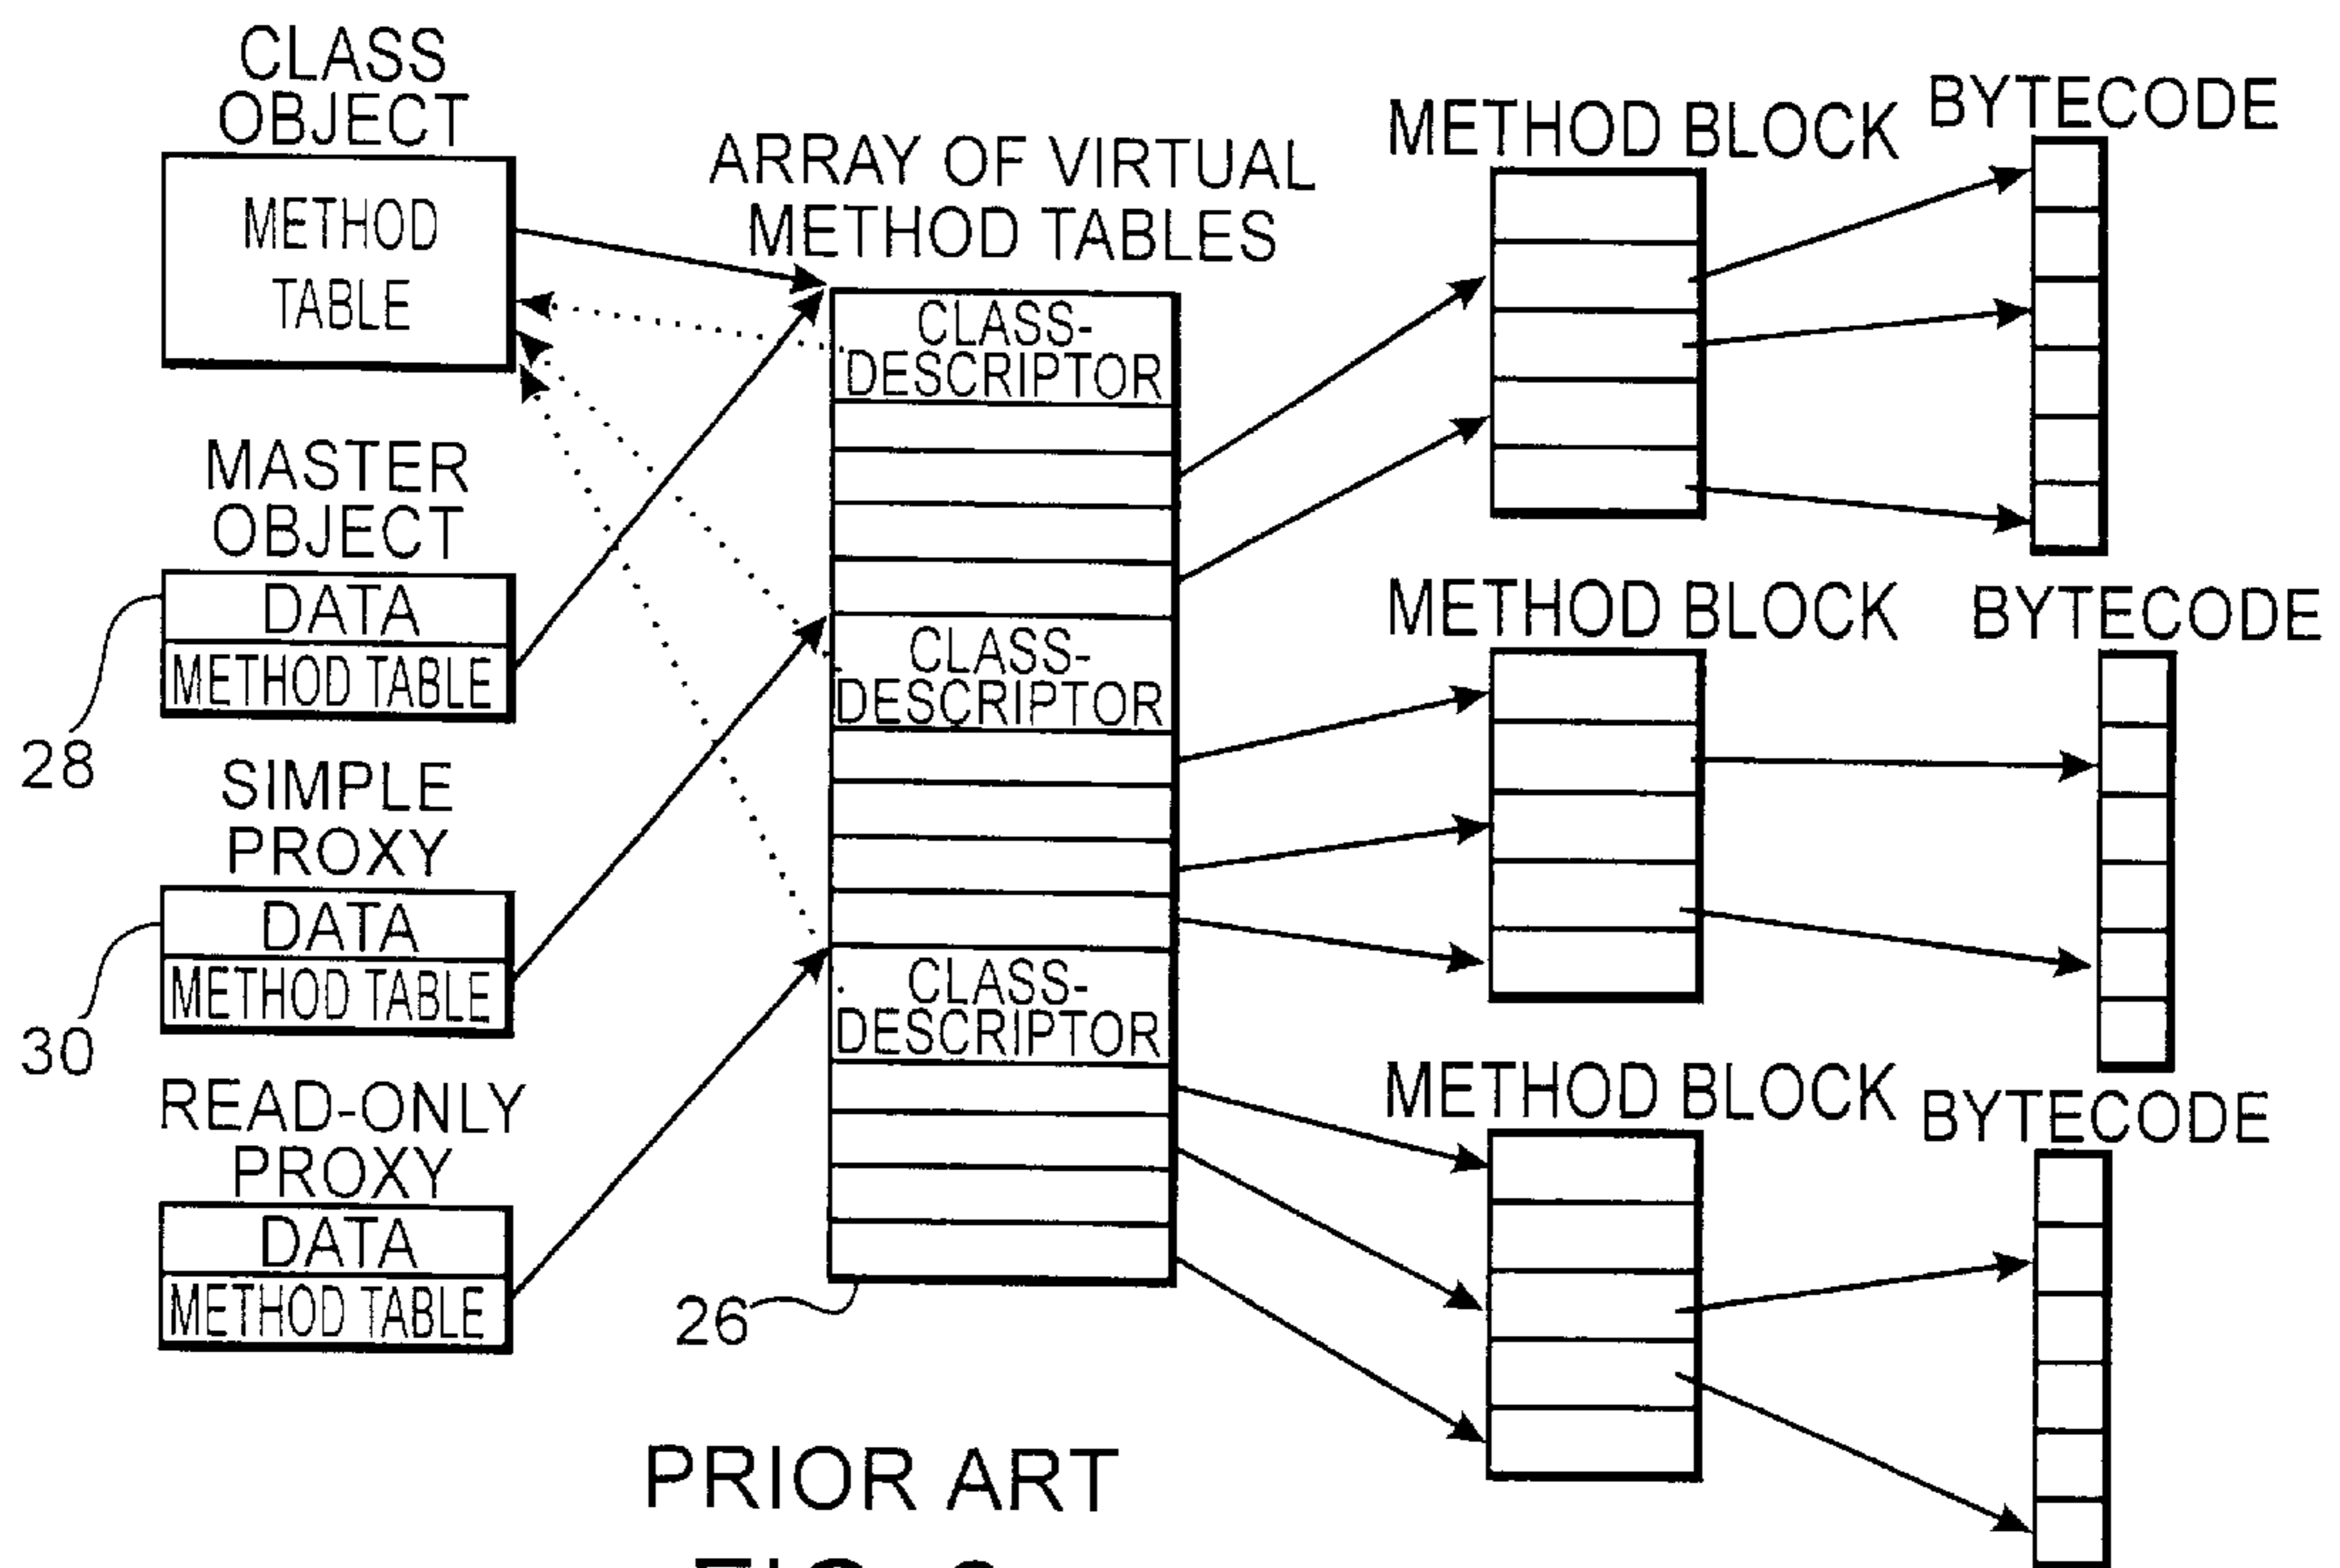 CLASS
OBJECT
METHOD
TABLE
MASTER
OBJECT
DATA
METHOD TABLE
28
SIMPLE
PROXY
DATA
METHOD TABLE
30
READ-ONLY
PROXY
DATA
METHOD TABLE
ARRAY OF VIRTUAL
METHOD TABLES
CLASS-
DESCRIPTOR
CLASS-
DESCRIPTOR
CLASS-
DESCRIPTOR
26
METHOD BLOCK
BYTECODE
METHOD BLOCK
BYTECODE
METHOD BLOCK
BYTECODE
PRIOR ART
FIG.